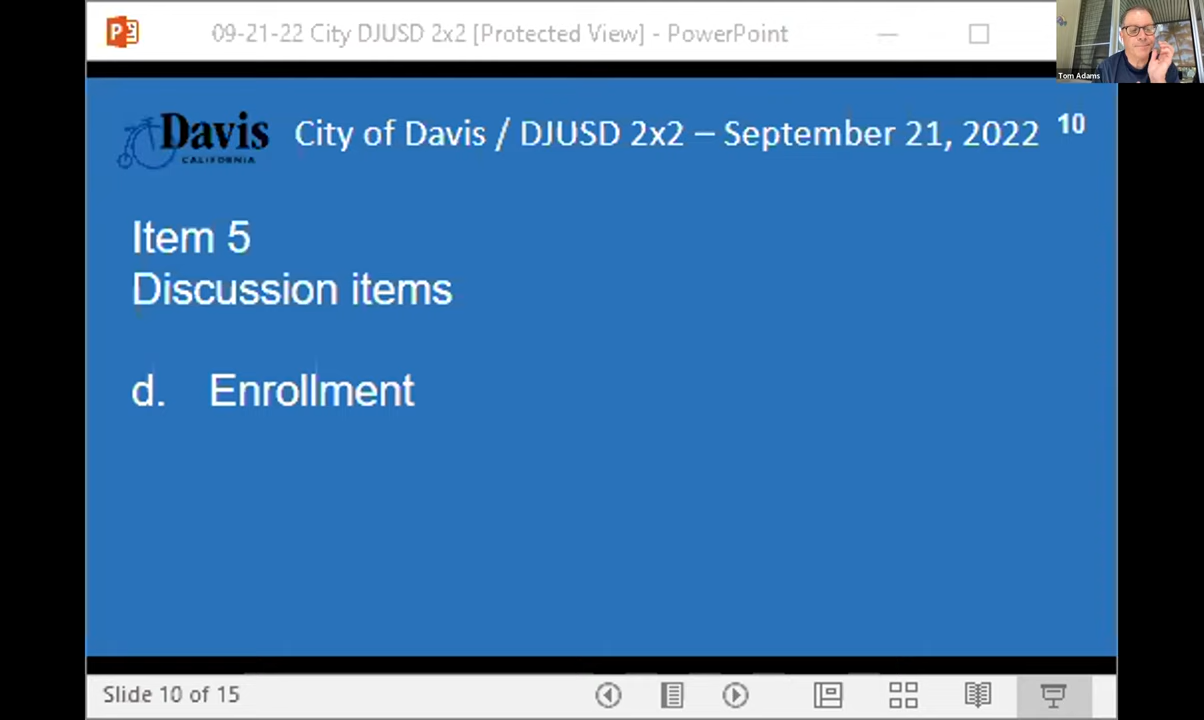 09-21-22 City DJUSD 2x2 [Protected View] - PowerPoint
Tom Adams
Davis
CALIFORNIA
City of Davis / DJUSD 2x2 – September 21, 2022
10
Item 5
Discussion items
d. Enrollment
Slide 10 of 15